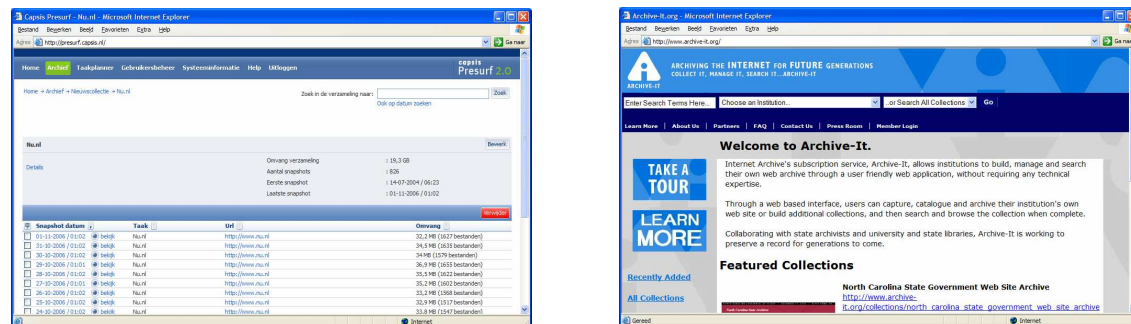 Capsis Presurf - Nu.nl - Microsoft Internet Explorer
Bestand Bewerken Beeld Favorieten Extra Help
Adres http://presurf.capsis.nl/ Ga naar
Home Archief Taakplanner Gebruikersbeheer Systeeminformatie Help Uitloggen
capsis
Presurf 2.0
Home → Archief → Nieuwscollectie → Nu.nl
Zoek in de verzameling naar: Zoek
Ook op datum zoeken
Nu.nl Bewerk
Details
Omvang verzameling : 19,3 GB
Aantal snapshots : 826
Eerste snapshot : 14-07-2004 / 06:23
Laatste snapshot : 01-11-2006 / 01:02
Verwijder
Snapshot datum Taak Url Omvang
01-11-2006 / 01:02 bekijk Nu.nl http://www.nu.nl 32,2 MB (1627 bestanden)
31-10-2006 / 01:02 bekijk Nu.nl http://www.nu.nl 34,5 MB (1635 bestanden)
30-10-2006 / 01:02 bekijk Nu.nl http://www.nu.nl 34 MB (1579 bestanden)
29-10-2006 / 01:01 bekijk Nu.nl http://www.nu.nl 36,9 MB (1655 bestanden)
28-10-2006 / 01:02 bekijk Nu.nl http://www.nu.nl 35,5 MB (1622 bestanden)
27-10-2006 / 01:01 bekijk Nu.nl http://www.nu.nl 35,2 MB (1602 bestanden)
26-10-2006 / 01:02 bekijk Nu.nl http://www.nu.nl 33,2 MB (1568 bestanden)
25-10-2006 / 01:02 bekijk Nu.nl http://www.nu.nl 32,9 MB (1517 bestanden)
24-10-2006 / 01:02 bekijk Nu.nl http://www.nu.nl 33,8 MB (1547 bestanden)
Internet
Archive-It.org - Microsoft Internet Explorer
Bestand Bewerken Beeld Favorieten Extra Help
Adres http://www.archive-it.org/ Ga naar
ARCHIVING THE INTERNET FOR FUTURE GENERATIONS
COLLECT IT, MANAGE IT, SEARCH IT...ARCHIVE-IT
ARCHIVE-IT
Enter Search Terms Here... Choose an Institution... ..or Search All Collections Go
Learn More | About Us | Partners | FAQ | Contact Us | Press Room | Member Login
Welcome to Archive-It.
TAKE A
TOUR
LEARN
MORE
Recently Added
All Collections
Internet Archive's subscription service, Archive-It, allows institutions to build, manage and search
their own web archive through a user friendly web application, without requiring any technical
expertise.
Through a web based interface, users can capture, catalogue and archive their institution's own
web site or build additional collections, and then search and browse the collection when complete.
Collaborating with state archivists and university and state libraries, Archive-It is working to
preserve a record for generations to come.
Featured Collections
North Carolina State Government Web Site Archive
http://www.archive-
it.org/collections/north_carolina_state_government_web_site_archive
Gereed Internet